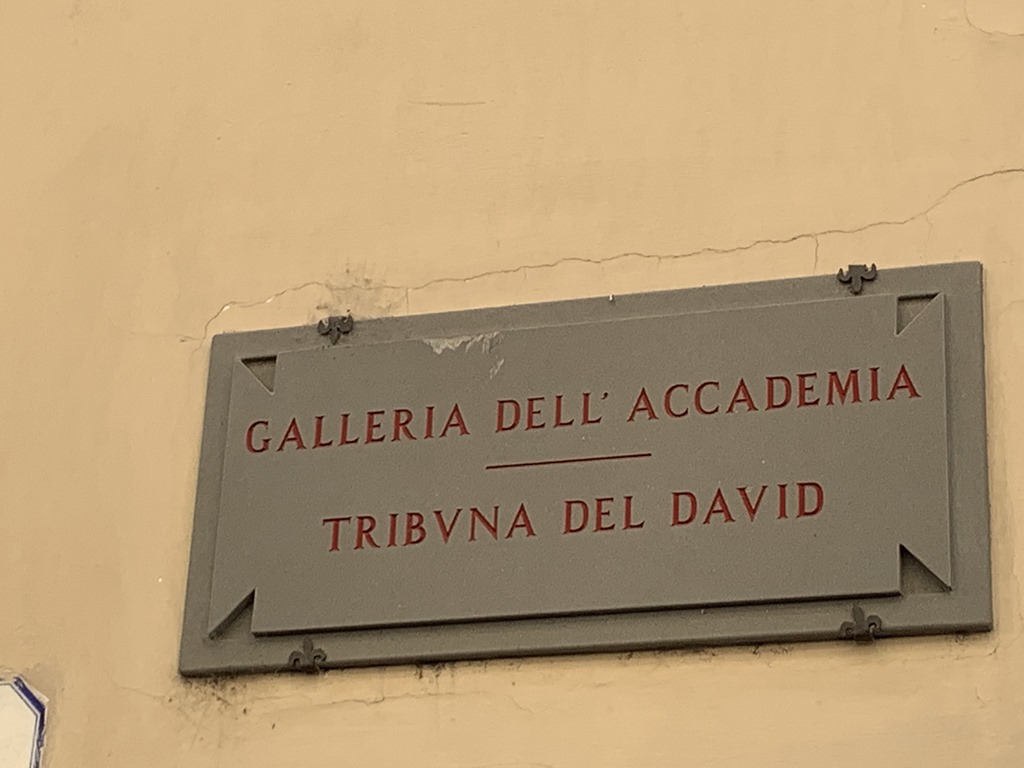 GALLERIA DELL' ACCADEMIA
TRIBVNA DEL DAVID